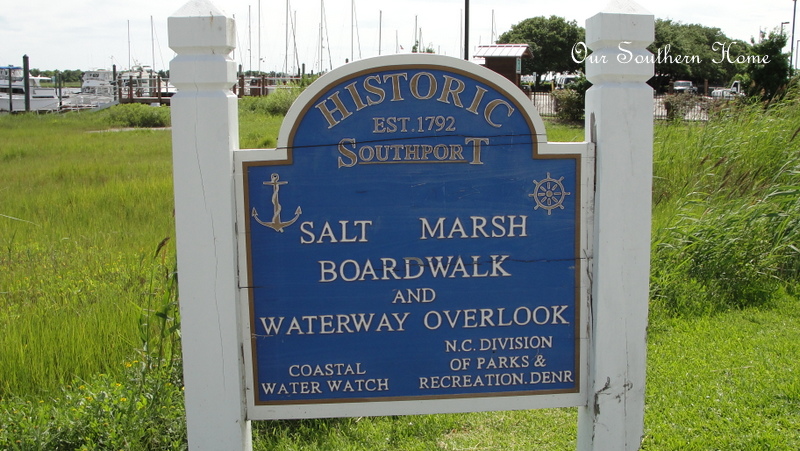 Our Southern Home
HISTORIC
EST. 1792
SOUTHPORT
SALT MARSH
BOARDWALK
AND
WATERWAY OVERLOOK
COASTAL
WATER WATCH
N.C. DIVISION
OF PARKS &
RECREATION. DENR